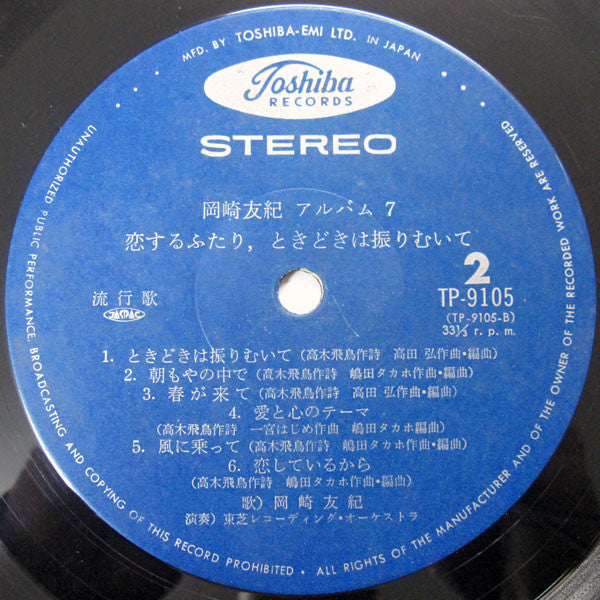 MFD. BY TOSHIBA-EMI LTD. IN JAPAN
Toshiba
RECORDS
STEREO
岡崎友紀 アルバム 7
恋するふたり，ときどきは振りむいて
2
流行歌
JASRAC
TP-9105
(TP-9105-B)
33⅓ r. p. m.
1. ときどきは振りむいて (高木飛鳥作詩 高田 弘作曲・編曲)
2. 朝もやの中で (高木飛鳥作詩 嶋田タカホ作曲・編曲)
3. 春が来て (高木飛鳥作詩 高田 弘作曲・編曲)
4. 愛と心のテーマ
(高木飛鳥作詩 一宮はじめ作曲 嶋田タカホ編曲)
5. 風に乗って (高木飛鳥作詩 嶋田タカホ作曲・編曲)
6. 恋しているから
(高木飛鳥作詩 嶋田タカホ作曲・編曲)
歌) 岡崎友紀
演奏) 東芝レコーディング・オーケストラ
UNAUTHORIZED PUBLIC PERFORMANCE, BROADCASTING AND COPYING OF THIS RECORD PROHIBITED • ALL RIGHTS OF THE MANUFACTURER AND OF THE OWNER OF THE RECORDED WORK ARE RESERVED